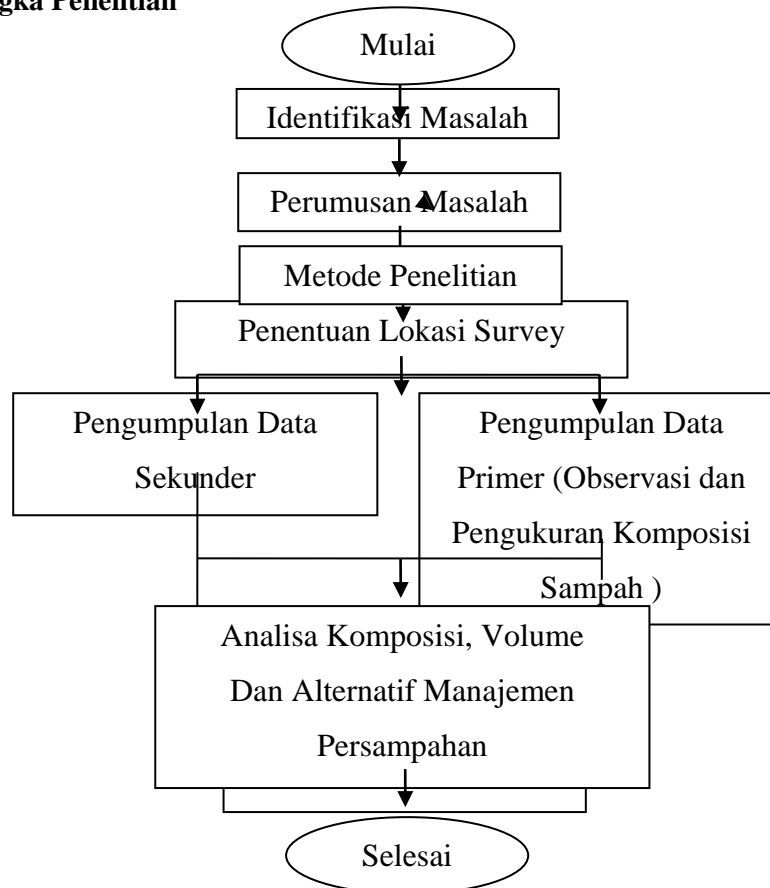 gka Penelitian
Mulai
Identifikasi Masalah
Perumusan Masalah
Metode Penelitian
Penentuan Lokasi Survey
Pengumpulan Data
Sekunder
Pengumpulan Data
Primer (Observasi dan
Pengukuran Komposisi
Sampah )
Analisa Komposisi, Volume
Dan Alternatif Manajemen
Persampahan
Selesai